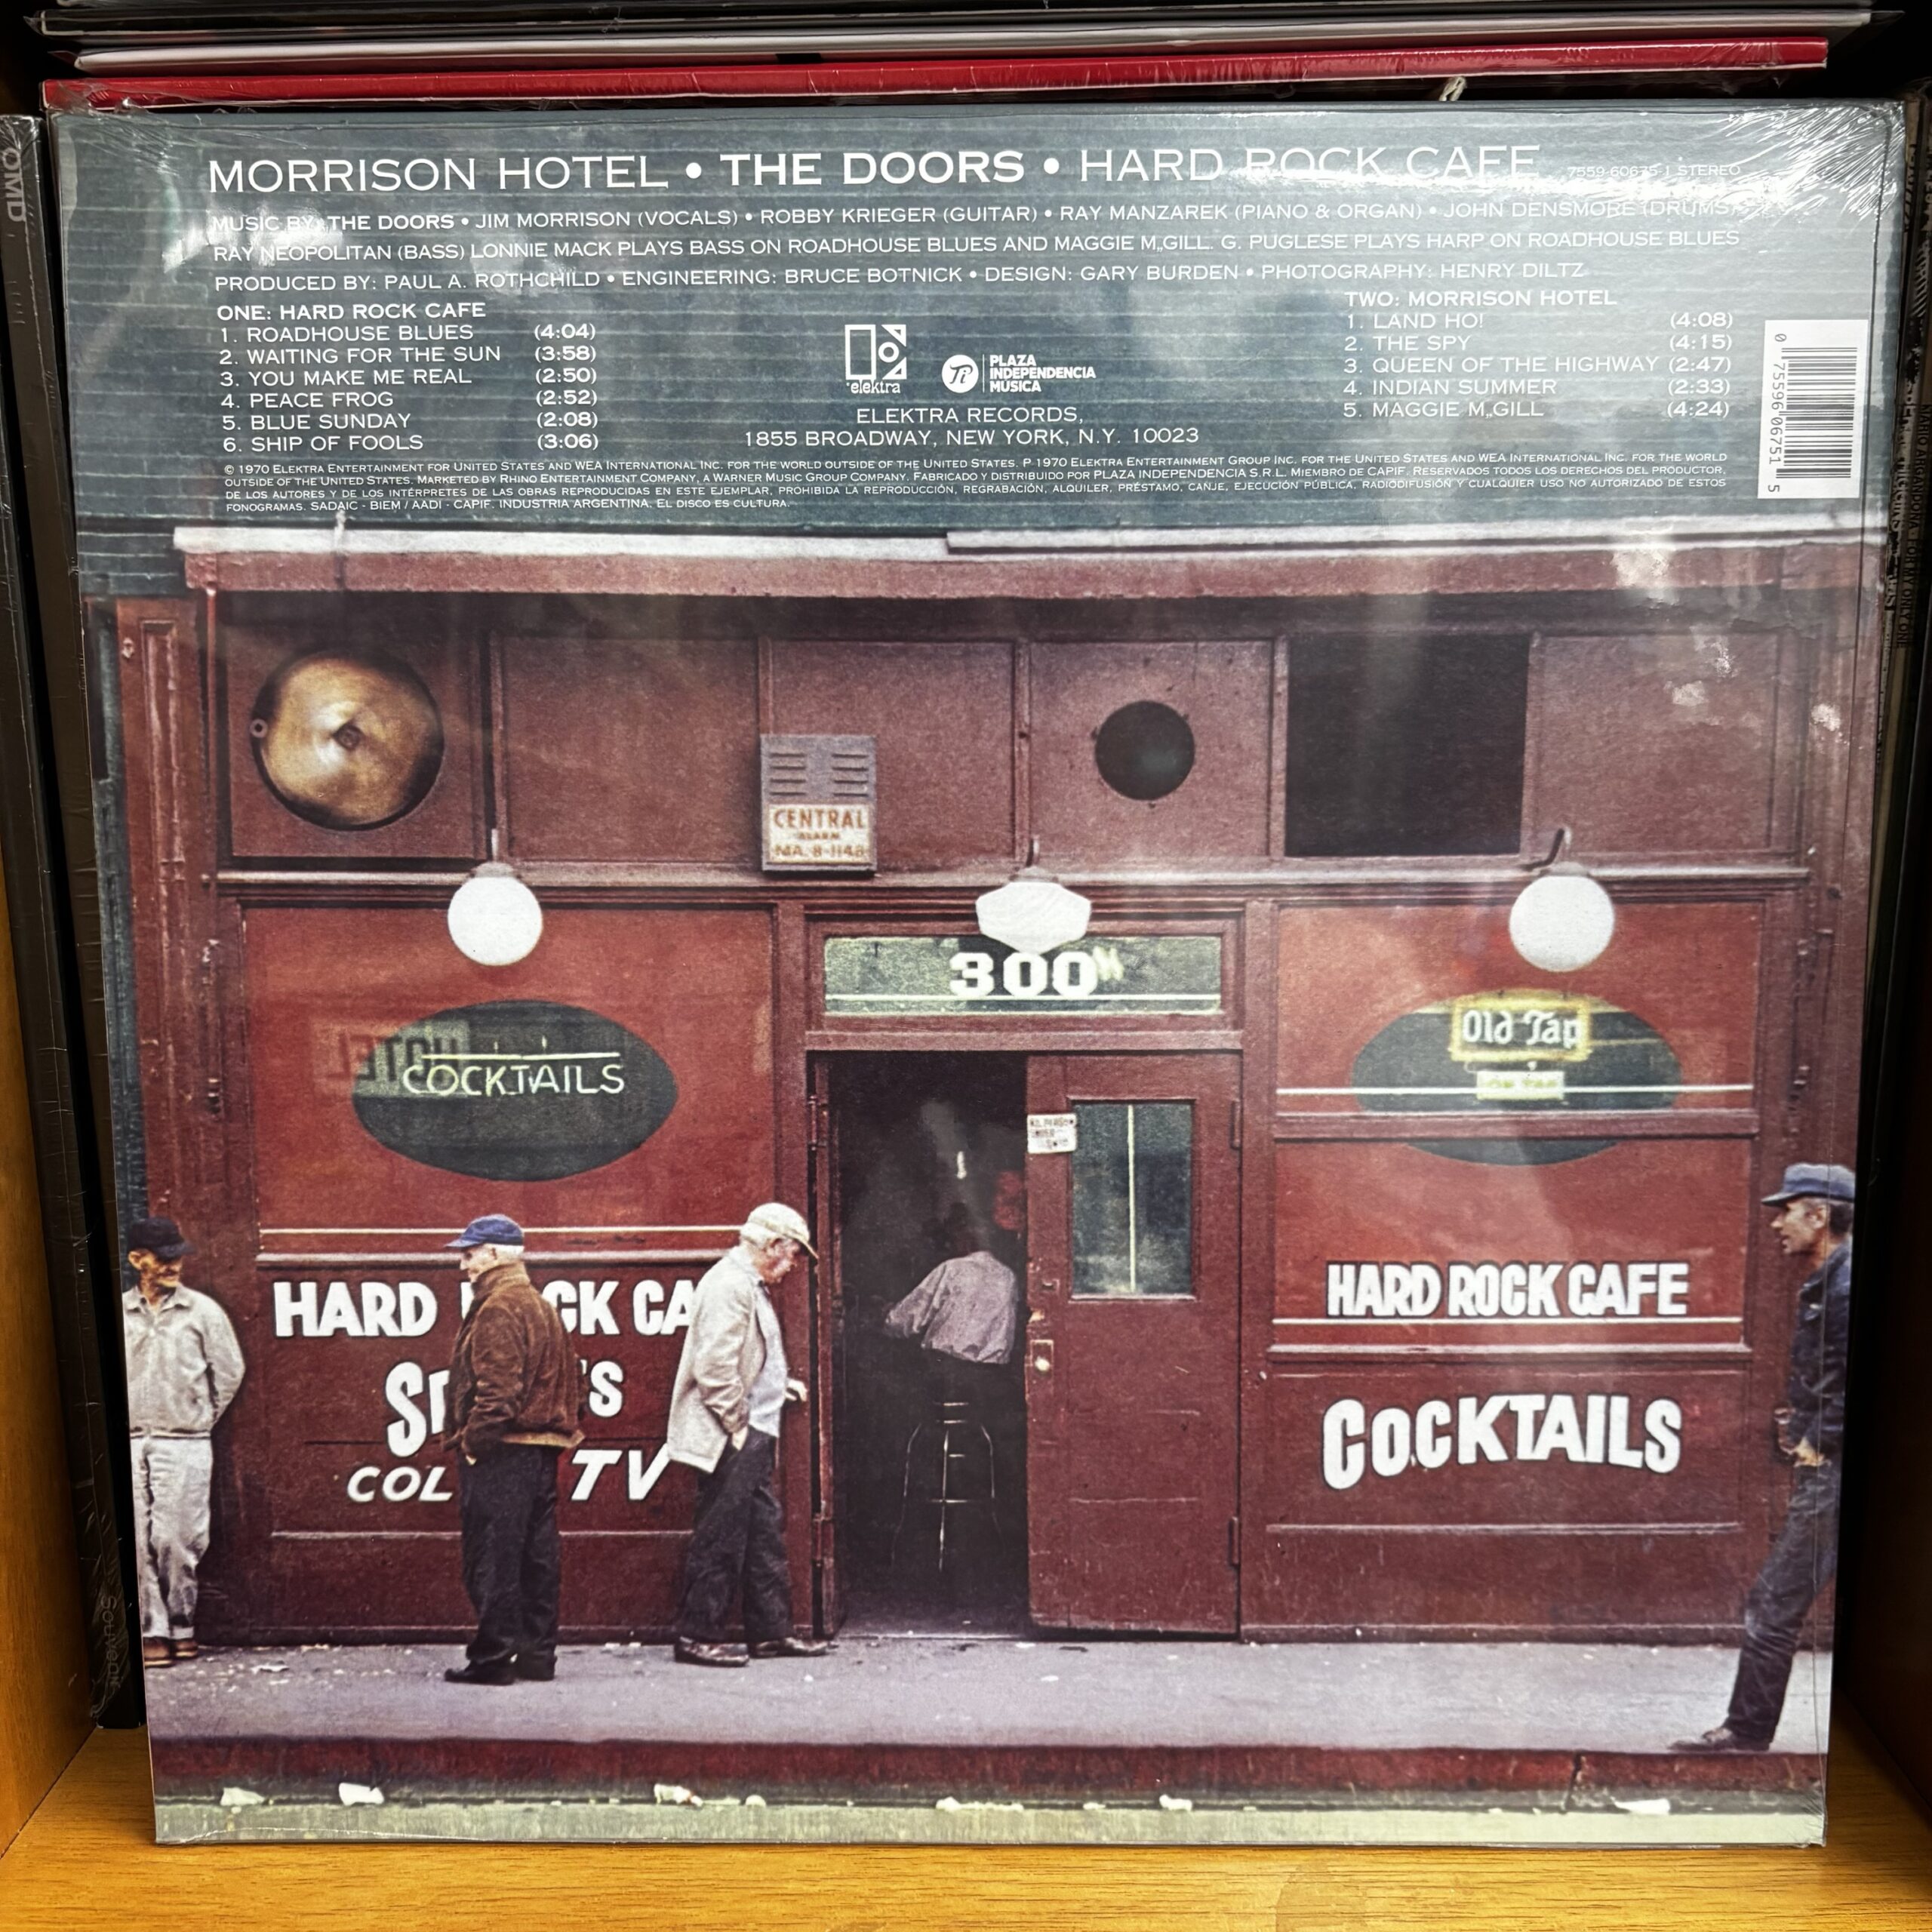 MORRISON HOTEL • THE DOORS • HARD ROCK CAFE 7559-60675-1 STEREO
MUSIC BY: THE DOORS • JIM MORRISON (VOCALS) • ROBBY KRIEGER (GUITAR) • RAY MANZAREK (PIANO & ORGAN) • JOHN DENSMORE (DRUMS)
RAY NEOPOLITAN (BASS) LONNIE MACK PLAYS BASS ON ROADHOUSE BLUES AND MAGGIE M„GILL. G. PUGLESE PLAYS HARP ON ROADHOUSE BLUES
PRODUCED BY: PAUL A. ROTHCHILD • ENGINEERING: BRUCE BOTNICK • DESIGN: GARY BURDEN • PHOTOGRAPHY: HENRY DILTZ
ONE: HARD ROCK CAFE
1. ROADHOUSE BLUES (4:04)
2. WAITING FOR THE SUN (3:58)
3. YOU MAKE ME REAL (2:50)
4. PEACE FROG (2:52)
5. BLUE SUNDAY (2:08)
6. SHIP OF FOOLS (3:06)
elektra
PLAZA
INDEPENDENCIA
MÚSICA
ELEKTRA RECORDS,
1855 BROADWAY, NEW YORK, N.Y. 10023
TWO: MORRISON HOTEL
1. LAND HO! (4:08)
2. THE SPY (4:15)
3. QUEEN OF THE HIGHWAY (2:47)
4. INDIAN SUMMER (2:33)
5. MAGGIE M„GILL (4:24)
0 75596 06751 5
© 1970 ELEKTRA ENTERTAINMENT FOR UNITED STATES AND WEA INTERNATIONAL INC. FOR THE WORLD OUTSIDE OF THE UNITED STATES. P 1970 ELEKTRA ENTERTAINMENT GROUP INC. FOR THE UNITED STATES AND WEA INTERNATIONAL INC. FOR THE WORLD
OUTSIDE OF THE UNITED STATES. MARKETED BY RHINO ENTERTAINMENT COMPANY, A WARNER MUSIC GROUP COMPANY. FABRICADO Y DISTRIBUIDO POR PLAZA INDEPENDENCIA S.R.L. MIEMBRO DE CAPIF. RESERVADOS TODOS LOS DERECHOS DEL PRODUCTOR,
DE LOS AUTORES Y DE LOS INTÉRPRETES DE LAS OBRAS REPRODUCIDAS EN ESTE EJEMPLAR, PROHIBIDA LA REPRODUCCIÓN, REGRABACIÓN, ALQUILER, PRÉSTAMO, CANJE, EJECUCIÓN PÚBLICA, RADIODIFUSIÓN Y CUALQUIER USO NO AUTORIZADO DE ESTOS
FONOGRAMAS. SADAIC - BIEM / AADI - CAPIF. INDUSTRIA ARGENTINA. EL DISCO ES CULTURA.
CENTRAL
ALARM
MA. 8-1148
300
HOTEL
COCKTAILS
Old Tap
ON TAP
HARD CK CA
S 'S
COL TV
HARD ROCK CAFE
COCKTAILS
OMD
Souvenir